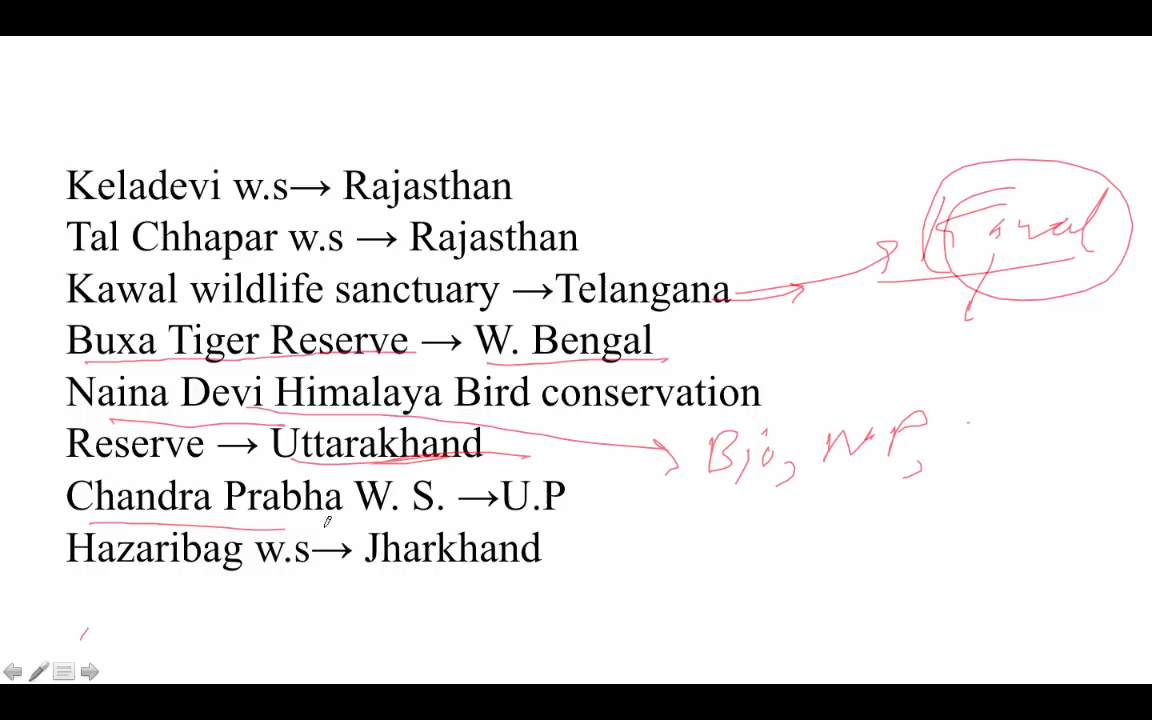 Keladevi w.s→ Rajasthan
Tal Chhapar w.s → Rajasthan
Kawal wildlife sanctuary →Telangana
Kawal
Buxa Tiger Reserve → W. Bengal
Naina Devi Himalaya Bird conservation
Reserve → Uttarakhand
Bio, N.P,
Chandra Prabha W. S. →U.P
Hazaribag w.s→ Jharkhand